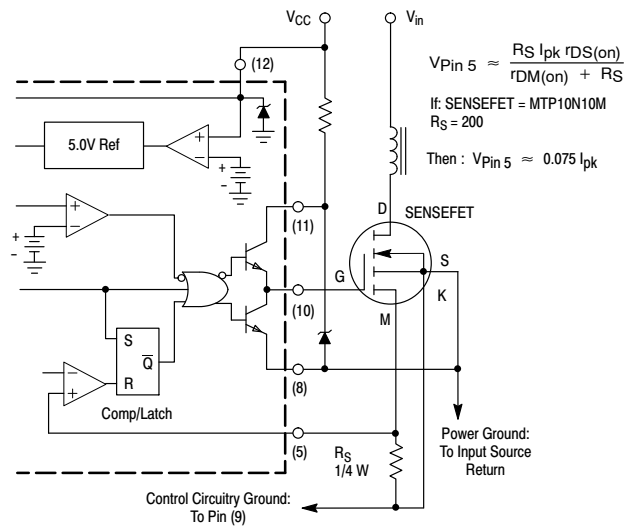 VCC
Vin
(12)
VPin 5 ≈ RS Ipk rDS(on)
rDM(on) + RS
If: SENSEFET = MTP10N10M
RS = 200
Then : VPin 5 ≈ 0.075 Ipk
5.0V Ref
+
–
+
–
(11)
D
SENSEFET
+
–
+
–
S
G
K
(10)
M
S
Q
R
(8)
–
+
Comp/Latch
(5)
RS
1/4 W
Power Ground:
To Input Source
Return
Control Circuitry Ground:
To Pin (9)